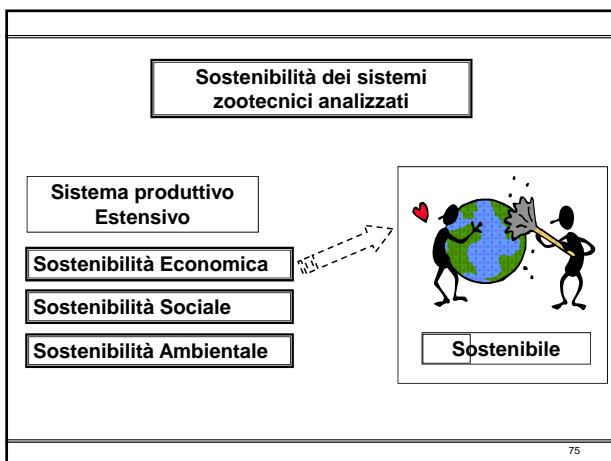 Sostenibilità dei sistemi
zootecnici analizzati
Sistema produttivo
Estensivo
Sostenibilità Economica
Sostenibilità Sociale
Sostenibilità Ambientale
Sostenibile
75